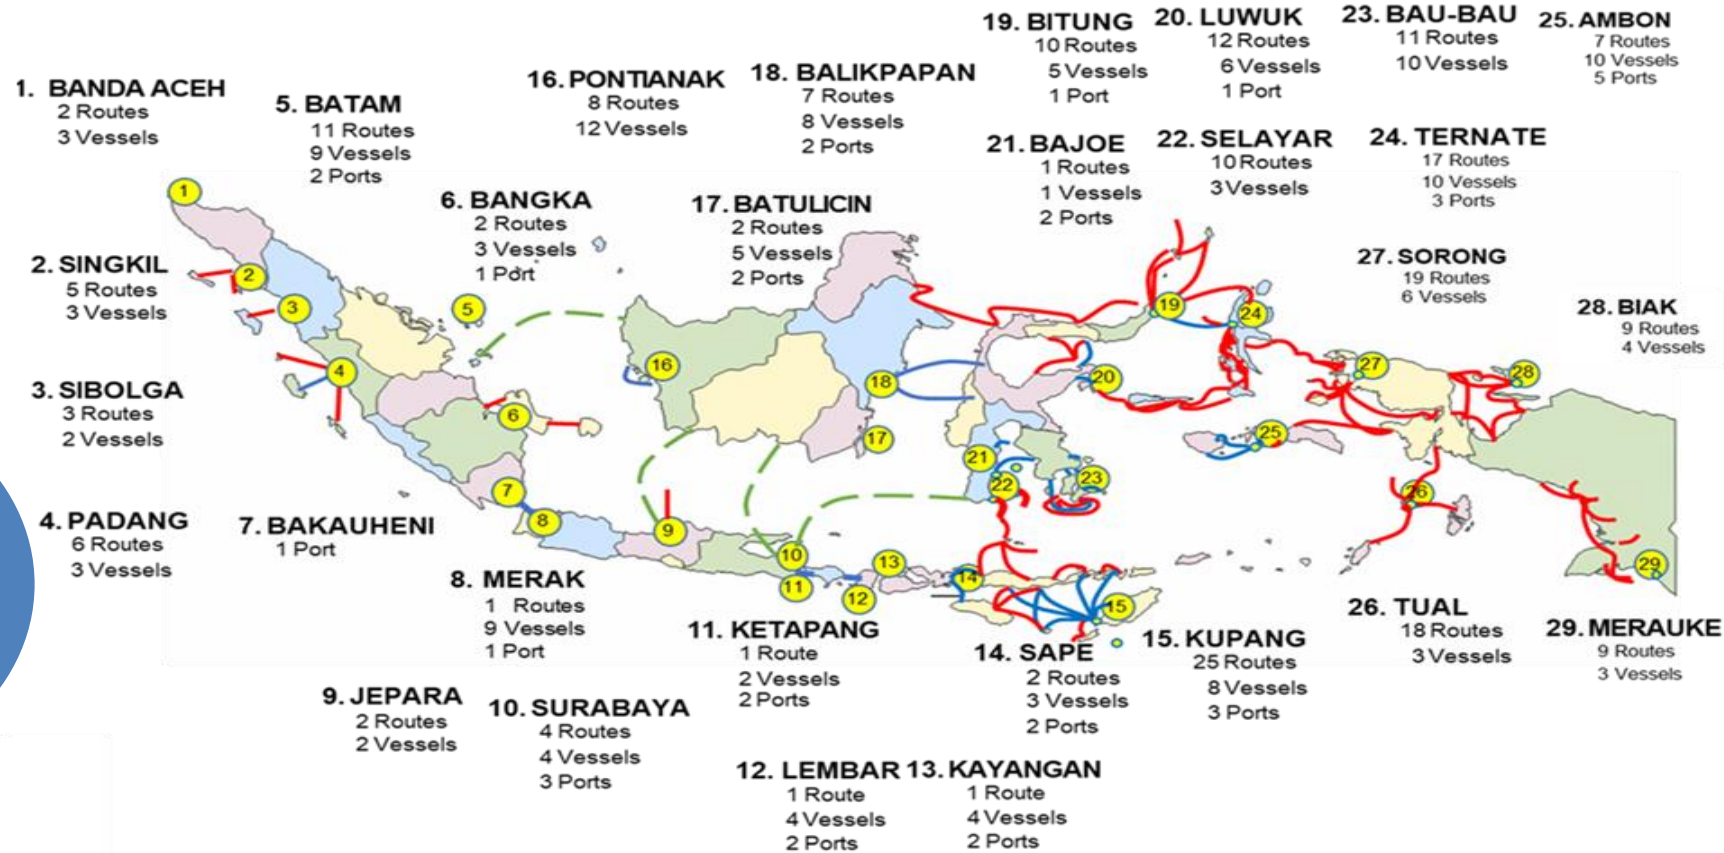 1. BANDA ACEH
2 Routes
3 Vessels
2. SINGKIL
5 Routes
3 Vessels
3. SIBOLGA
3 Routes
2 Vessels
4. PADANG
6 Routes
3 Vessels
5. BATAM
11 Routes
9 Vessels
2 Ports
6. BANGKA
2 Routes
3 Vessels
1 Port
7. BAKAUHENI
1 Port
8. MERAK
1 Routes
9 Vessels
1 Port
9. JEPARA
2 Routes
2 Vessels
10. SURABAYA
4 Routes
4 Vessels
3 Ports
11. KETAPANG
1 Route
2 Vessels
2 Ports
12. LEMBAR
1 Route
4 Vessels
2 Ports
13. KAYANGAN
1 Route
4 Vessels
2 Ports
14. SAPE
2 Routes
3 Vessels
2 Ports
15. KUPANG
25 Routes
8 Vessels
3 Ports
16. PONTIANAK
8 Routes
12 Vessels
17. BATULICIN
2 Routes
5 Vessels
2 Ports
18. BALIKPAPAN
7 Routes
8 Vessels
2 Ports
19. BITUNG
10 Routes
5 Vessels
1 Port
20. LUWUK
12 Routes
6 Vessels
1 Port
21. BAJOE
1 Routes
1 Vessels
2 Ports
22. SELAYAR
10 Routes
3 Vessels
23. BAU-BAU
11 Routes
10 Vessels
24. TERNATE
17 Routes
10 Vessels
3 Ports
25. AMBON
7 Routes
10 Vessels
5 Ports
26. TUAL
18 Routes
3 Vessels
27. SORONG
19 Routes
6 Vessels
28. BIAK
9 Routes
4 Vessels
29. MERAUKE
9 Routes
3 Vessels
1
2
3
4
5
6
7
8
9
10
11
12
13
14
15
16
17
18
19
20
21
22
23
24
25
26
27
28
29